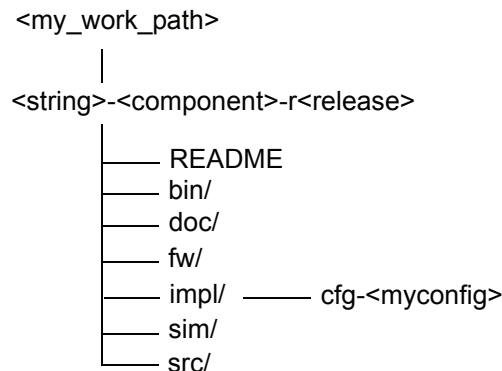 <my_work_path>
<string>-<component>-r<release>
README
bin/
doc/
fw/
impl/ cfg-<myconfig>
sim/
src/